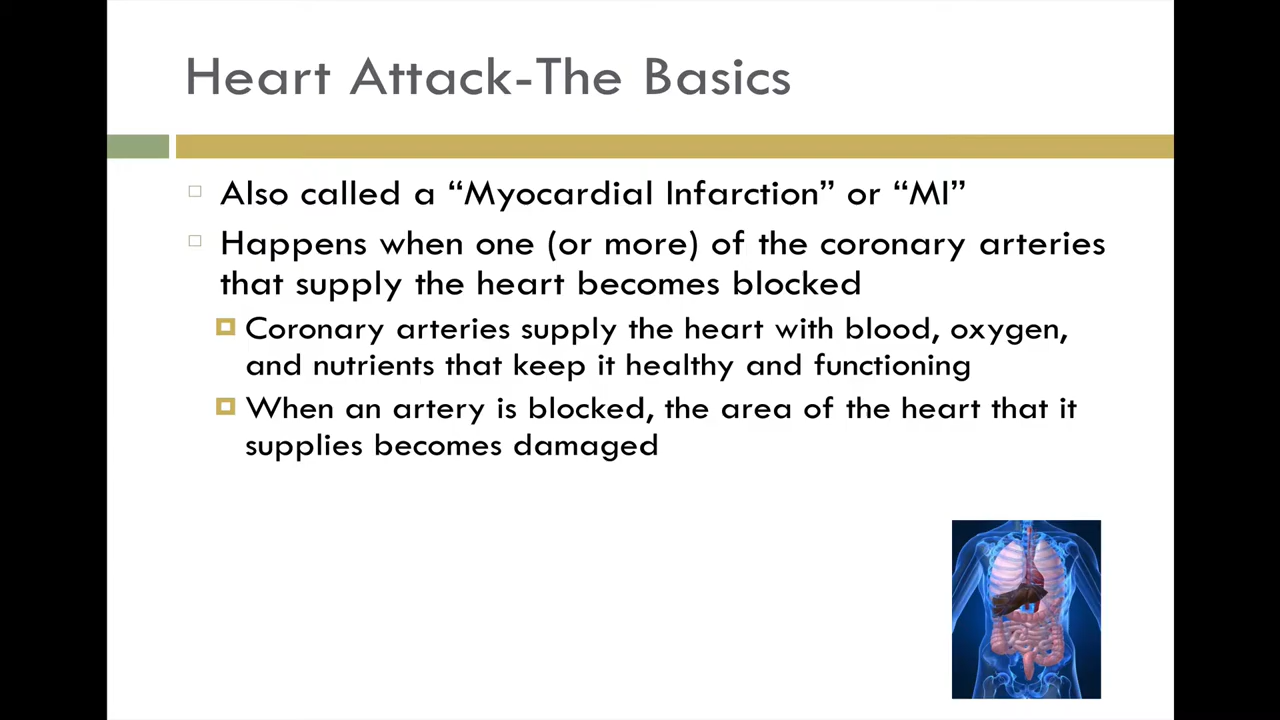 Heart Attack-The Basics
Also called a “Myocardial Infarction” or “MI”
Happens when one (or more) of the coronary arteries
that supply the heart becomes blocked
Coronary arteries supply the heart with blood, oxygen,
and nutrients that keep it healthy and functioning
When an artery is blocked, the area of the heart that it
supplies becomes damaged